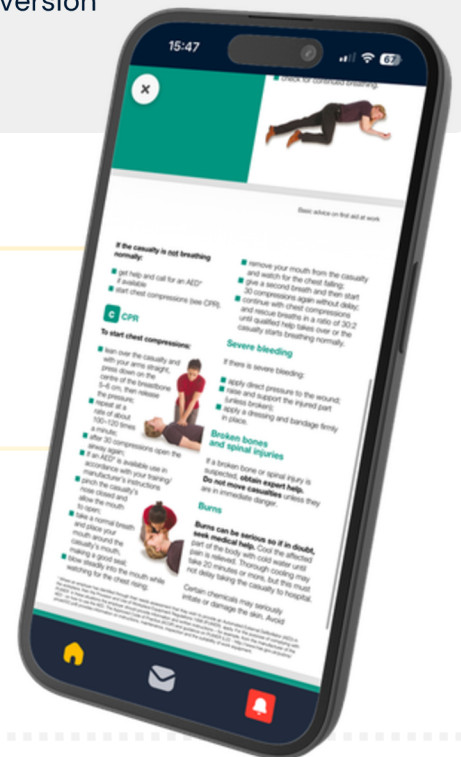 version
15:47
67
check for continued breathing.
Basic advice on first aid at work
If the casualty is not breathing
normally:
■ get help and call for an AED*
if available
■ start chest compressions (see CPR).
C CPR
To start chest compressions:
■ lean over the casualty and
with your arms straight,
press down on the
centre of the breastbone
5–6 cm, then release
the pressure;
■ repeat at a
rate of about
100–120 times
a minute;
■ after 30 compressions open the
airway again;
■ if an AED* is available use in
accordance with your training/
manufacturer's instructions
■ pinch the casualty's
nose closed and
allow the mouth
to open;
■ take a normal breath
and place your
mouth around the
casualty's mouth,
making a good seal;
■ blow steadily into the mouth while
watching for the chest rising;
■ remove your mouth from the casualty
and watch for the chest falling;
■ give a second breath and then start
30 compressions again without delay;
■ continue with chest compressions
and rescue breaths in a ratio of 30:2
until qualified help takes over or the
casualty starts breathing normally.
Severe bleeding
If there is severe bleeding:
■ apply direct pressure to the wound;
■ raise and support the injured part
(unless broken);
■ apply a dressing and bandage firmly
in place.
Broken bones
and spinal injuries
If a broken bone or spinal injury is
suspected, obtain expert help.
Do not move casualties unless they
are in immediate danger.
Burns
Burns can be serious so if in doubt,
seek medical help. Cool the affected
part of the body with cold water until
pain is relieved. Thorough cooling may
take 20 minutes or more, but this must
not delay taking the casualty to hospital.
Certain chemicals may seriously
irritate or damage the skin. Avoid